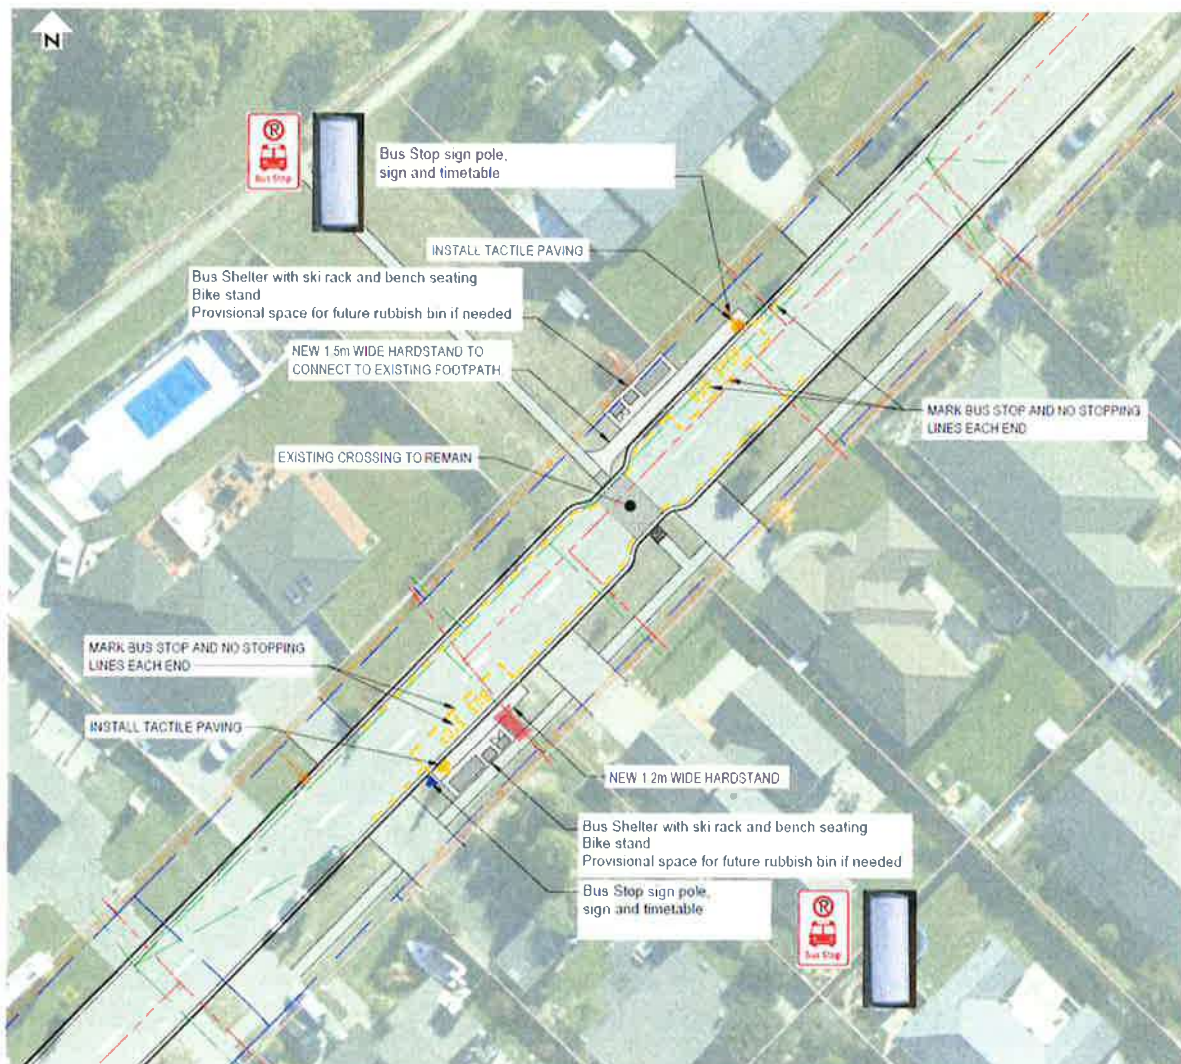 N
R
Bus Stop
Bus Stop sign pole,
sign and timetable
INSTALL TACTILE PAVING
Bus Shelter with ski rack and bench seating
Bike stand
Provisional space for future rubbish bin if needed
NEW 1.5m WIDE HARDSTAND TO
CONNECT TO EXISTING FOOTPATH
MARK BUS STOP AND NO STOPPING
LINES EACH END
EXISTING CROSSING TO REMAIN
MARK BUS STOP AND NO STOPPING
LINES EACH END
INSTALL TACTILE PAVING
NEW 1.2m WIDE HARDSTAND
Bus Shelter with ski rack and bench seating
Bike stand
Provisional space for future rubbish bin if needed
Bus Stop sign pole,
sign and timetable
R
Bus Stop